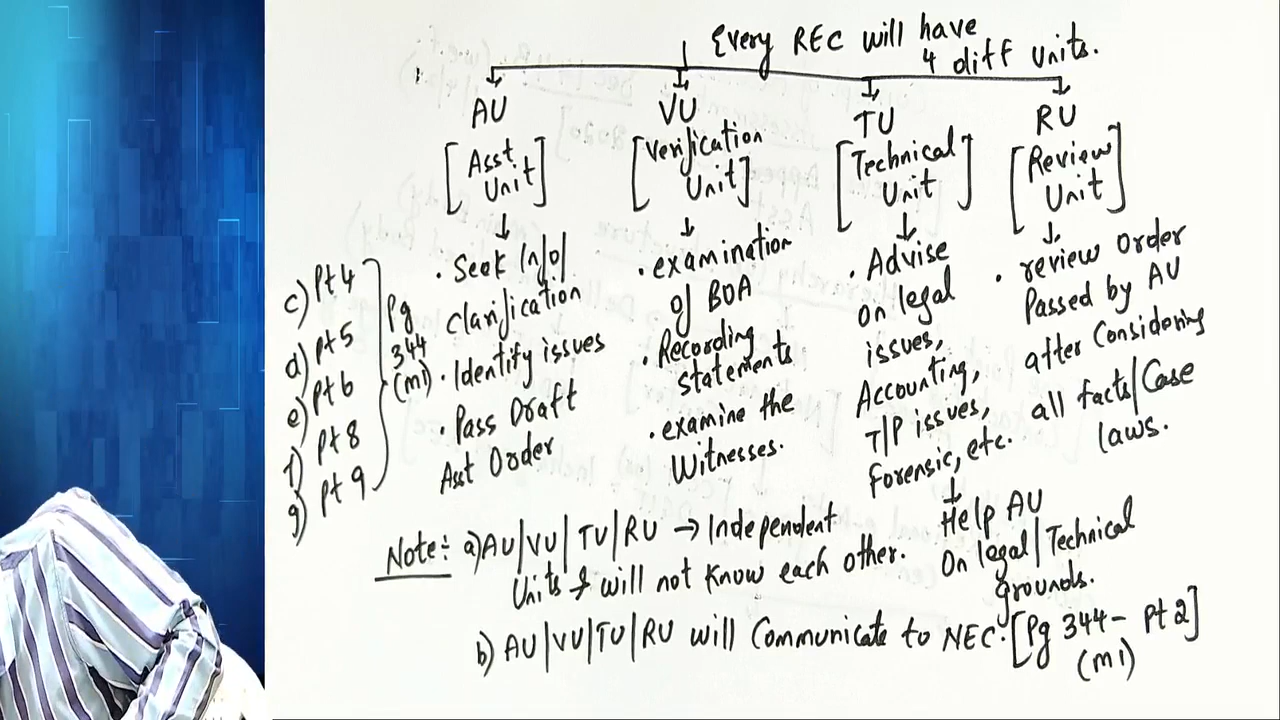 Every REC will have
4 diff units.
AU
[Asst
Unit]
VU
[Verification
Unit]
TU
[Technical
Unit]
RU
[Review
Unit]
· Seek Info/
Clarification
· Identify issues
· Pass Draft
Asst Order
· examination
of BOA
· Recording
statements
· examine the
Witnesses.
· Advise
on legal
issues,
Accounting,
T/P issues,
Forensic, etc.
Help AU
On legal/Technical
grounds.
· review Order
Passed by AU
after Considering
all facts/Case
laws.
c) Pt 4
d) Pt 5
e) Pt 6
f) Pt 8
g) Pt 9
Pg
344
(m1)
Note:- a) AU/VU/TU/RU → Independent
Units & will not know each other.
b) AU/VU/TU/RU will Communicate to NEC. [Pg 344 - Pt 2]
(m1)